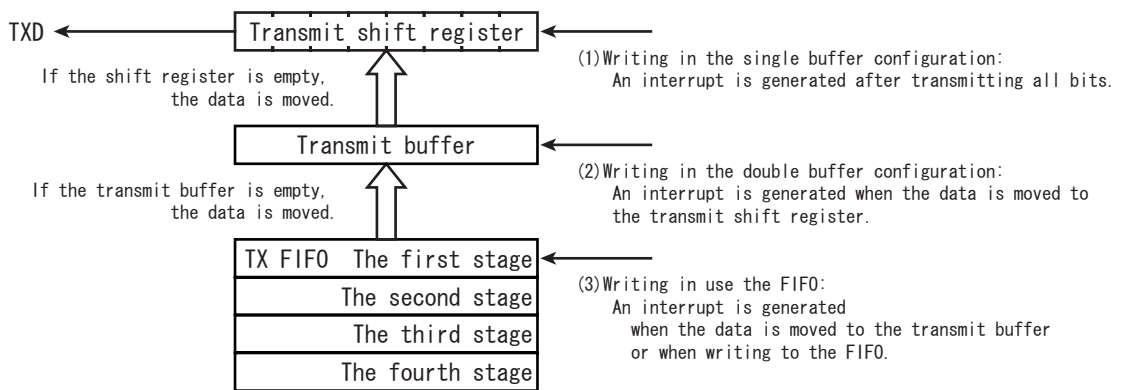 TXD
Transmit shift register
If the shift register is empty,
the data is moved.
(1)Writing in the single buffer configuration:
An interrupt is generated after transmitting all bits.
Transmit buffer
If the transmit buffer is empty,
the data is moved.
(2)Writing in the double buffer configuration:
An interrupt is generated when the data is moved to
the transmit shift register.
TX FIFO The first stage
The second stage
The third stage
The fourth stage
(3)Writing in use the FIFO:
An interrupt is generated
when the data is moved to the transmit buffer
or when writing to the FIFO.